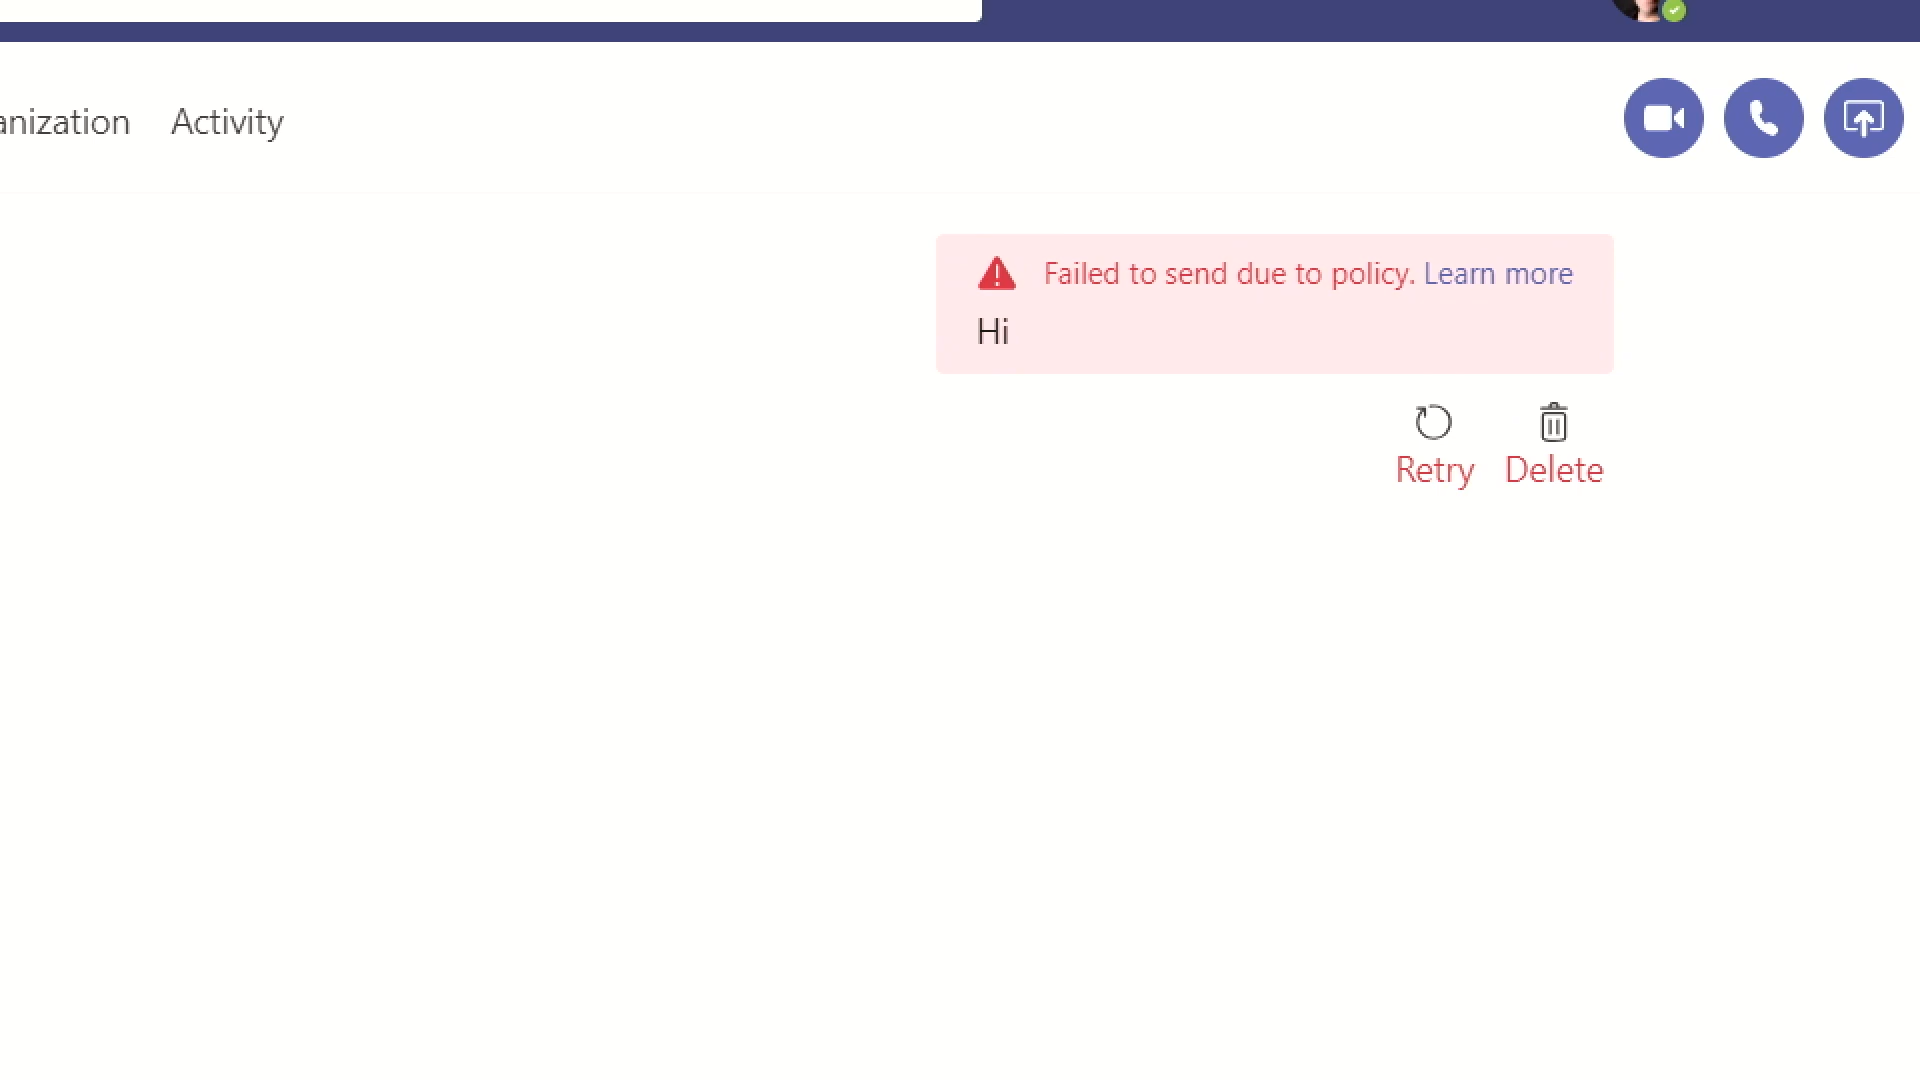 anization Activity
Failed to send due to policy. Learn more
Hi
Retry Delete